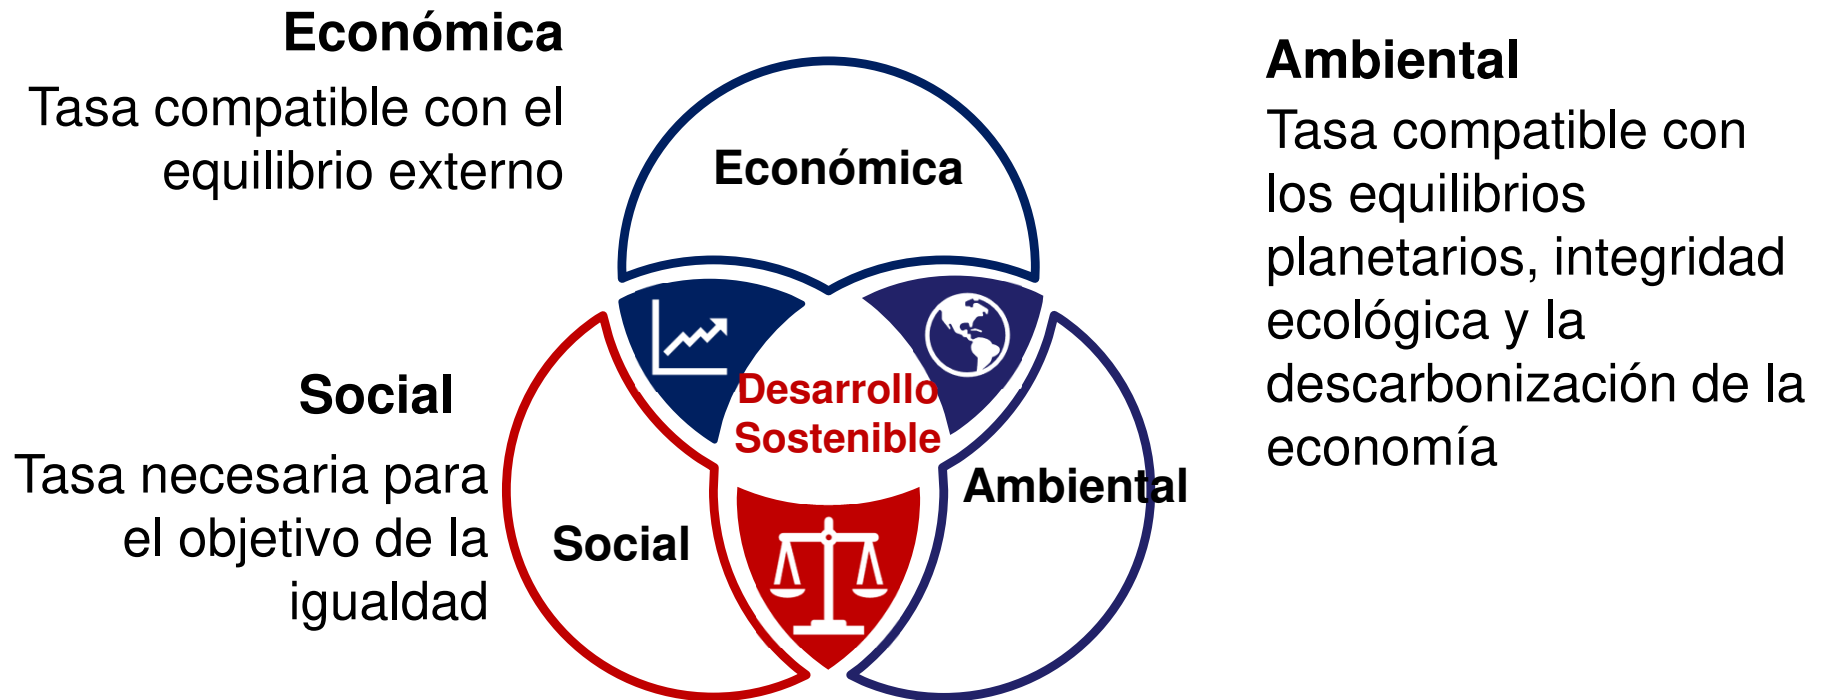 Económica
Tasa compatible con el
equilibrio externo
Social
Tasa necesaria para
el objetivo de la
igualdad
Económica
Desarrollo
Sostenible
Social
Ambiental
Ambiental
Tasa compatible con
los equilibrios
planetarios, integridad
ecológica y la
descarbonización de la
economía